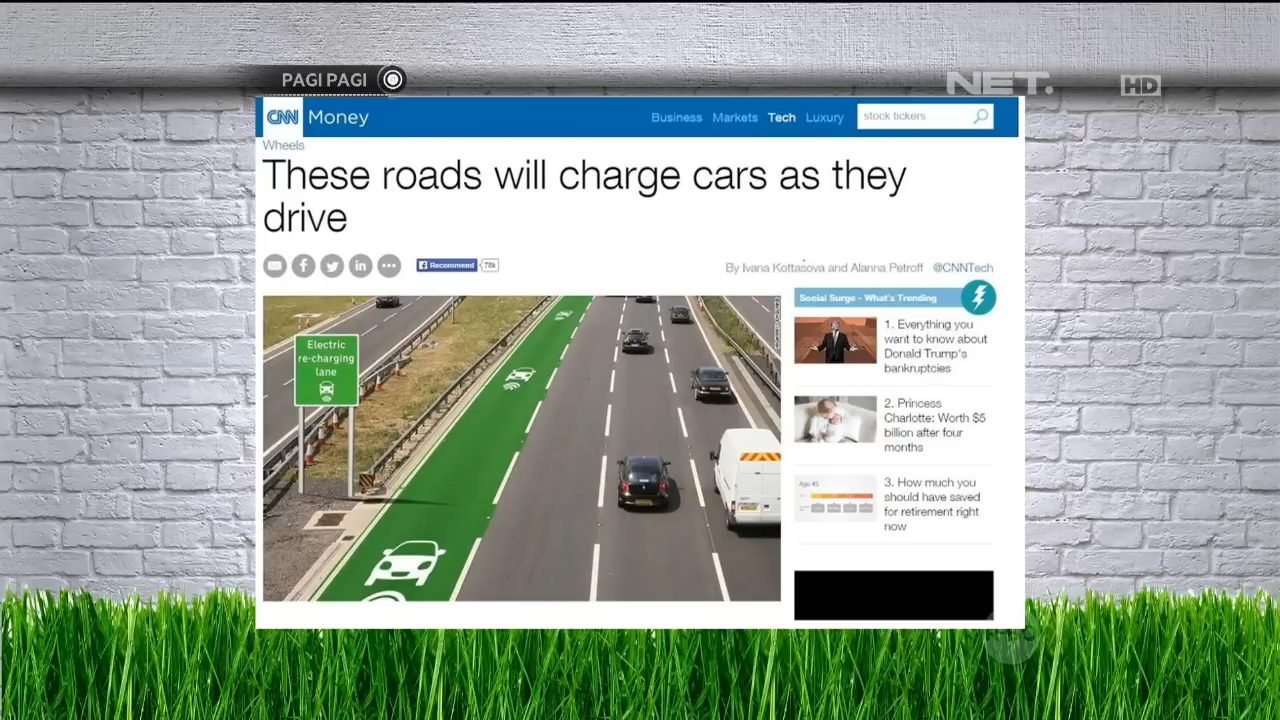 PAGI PAGI
NET.
HD
CNN Money
Business Markets Tech Luxury
stock tickers
Wheels
These roads will charge cars as they
drive
Recommend 78k
By Ivana Kottasova and Alanna Petroff @CNNTech
Electric
re-charging
lane
Social Surge - What's Trending
1. Everything you
want to know about
Donald Trump's
bankruptcies
2. Princess
Charlotte: Worth $5
billion after four
months
3. How much you
should have saved
for retirement right
now